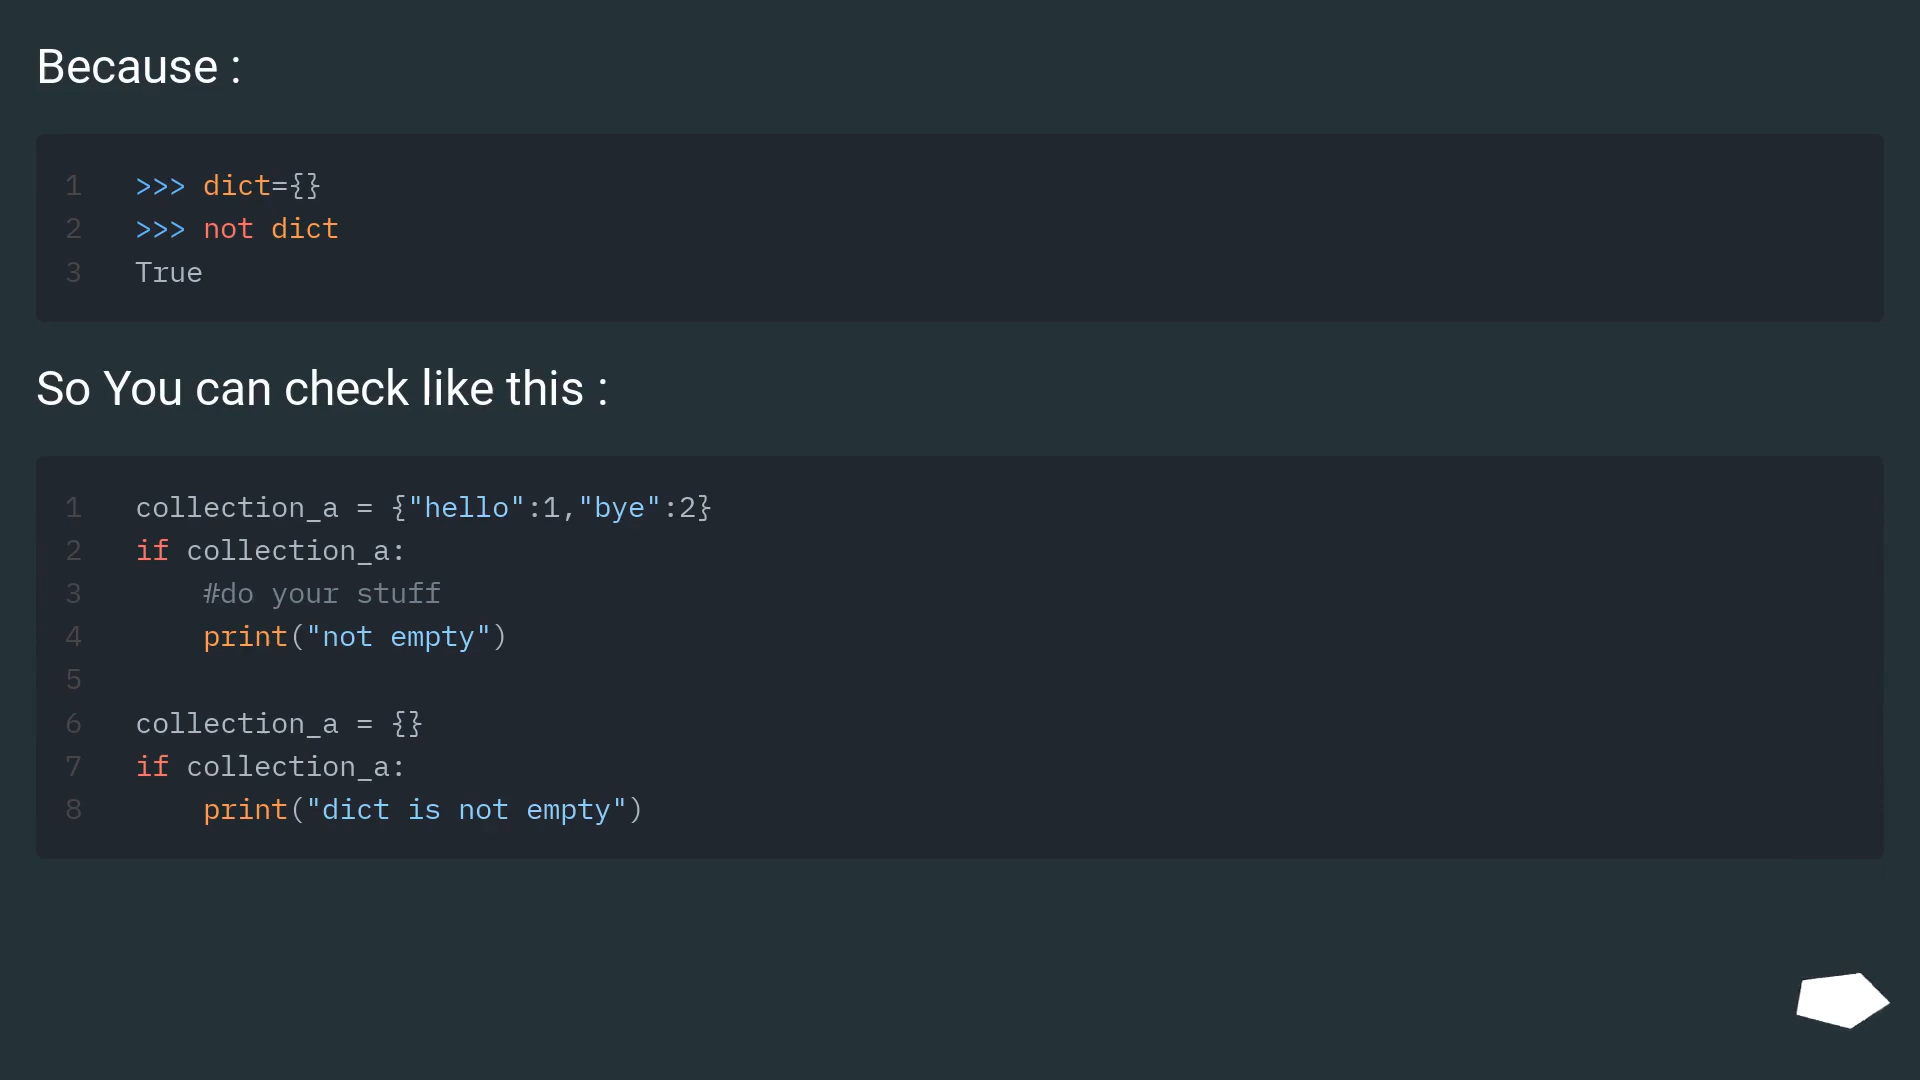 Because :
1 >>> dict={}
2 >>> not dict
3 True
So You can check like this :
1 collection_a = {"hello":1,"bye":2}
2 if collection_a:
3     #do your stuff
4     print("not empty")
5
6 collection_a = {}
7 if collection_a:
8     print("dict is not empty")